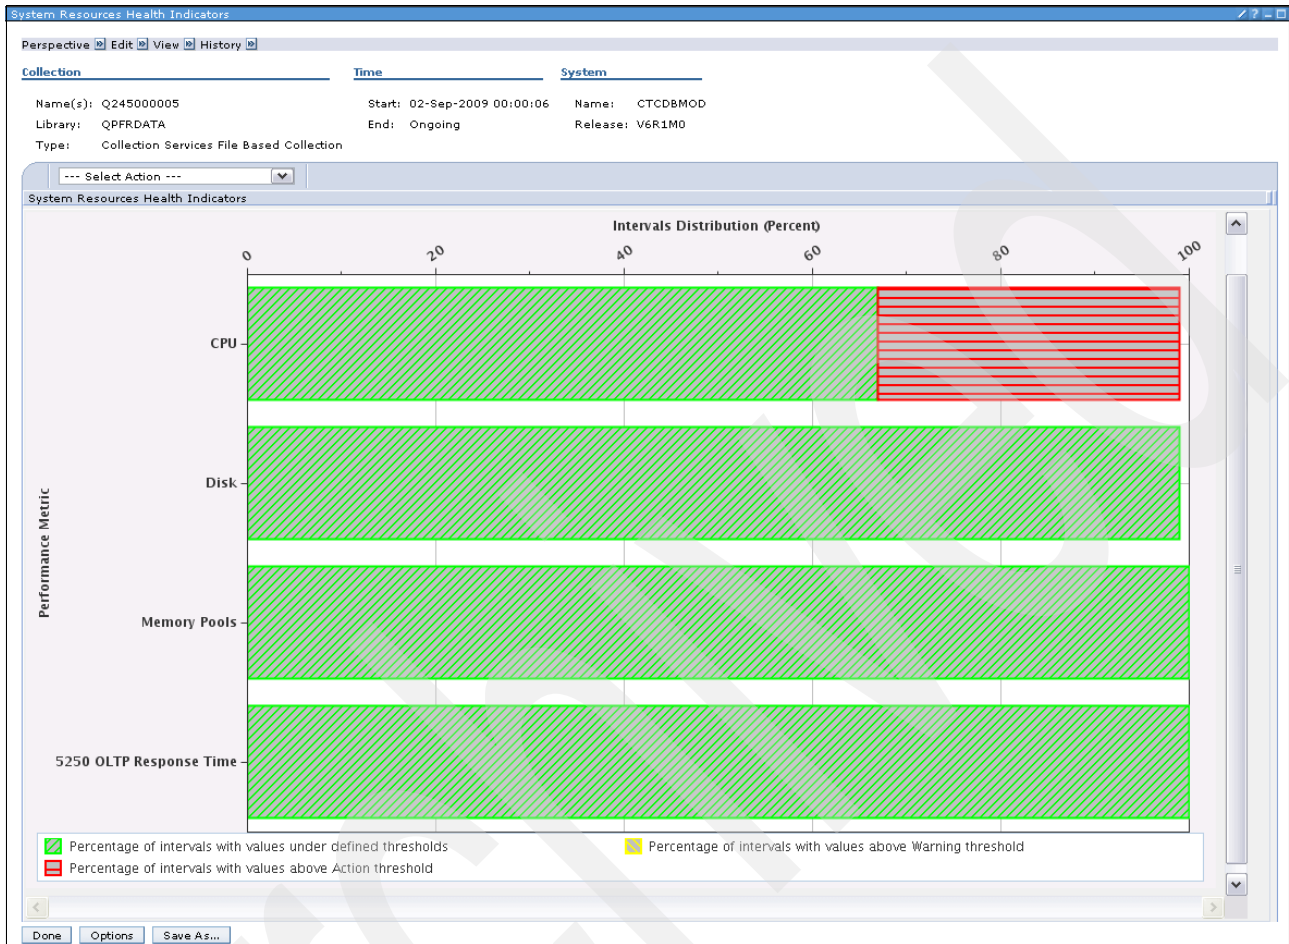 System Resources Health Indicators
Perspective Edit View History
Collection Time System
Name(s): Q245000005 Start: 02-Sep-2009 00:00:06 Name: CTCDBMOD
Library: QPFRDATA End: Ongoing Release: V6R1M0
Type: Collection Services File Based Collection
--- Select Action ---
System Resources Health Indicators
Intervals Distribution (Percent)
0 20 40 60 80 100
CPU
Disk
Performance Metric
Memory Pools
5250 OLTP Response Time
Percentage of intervals with values under defined thresholds Percentage of intervals with values above Warning threshold
Percentage of intervals with values above Action threshold
Done Options Save As...